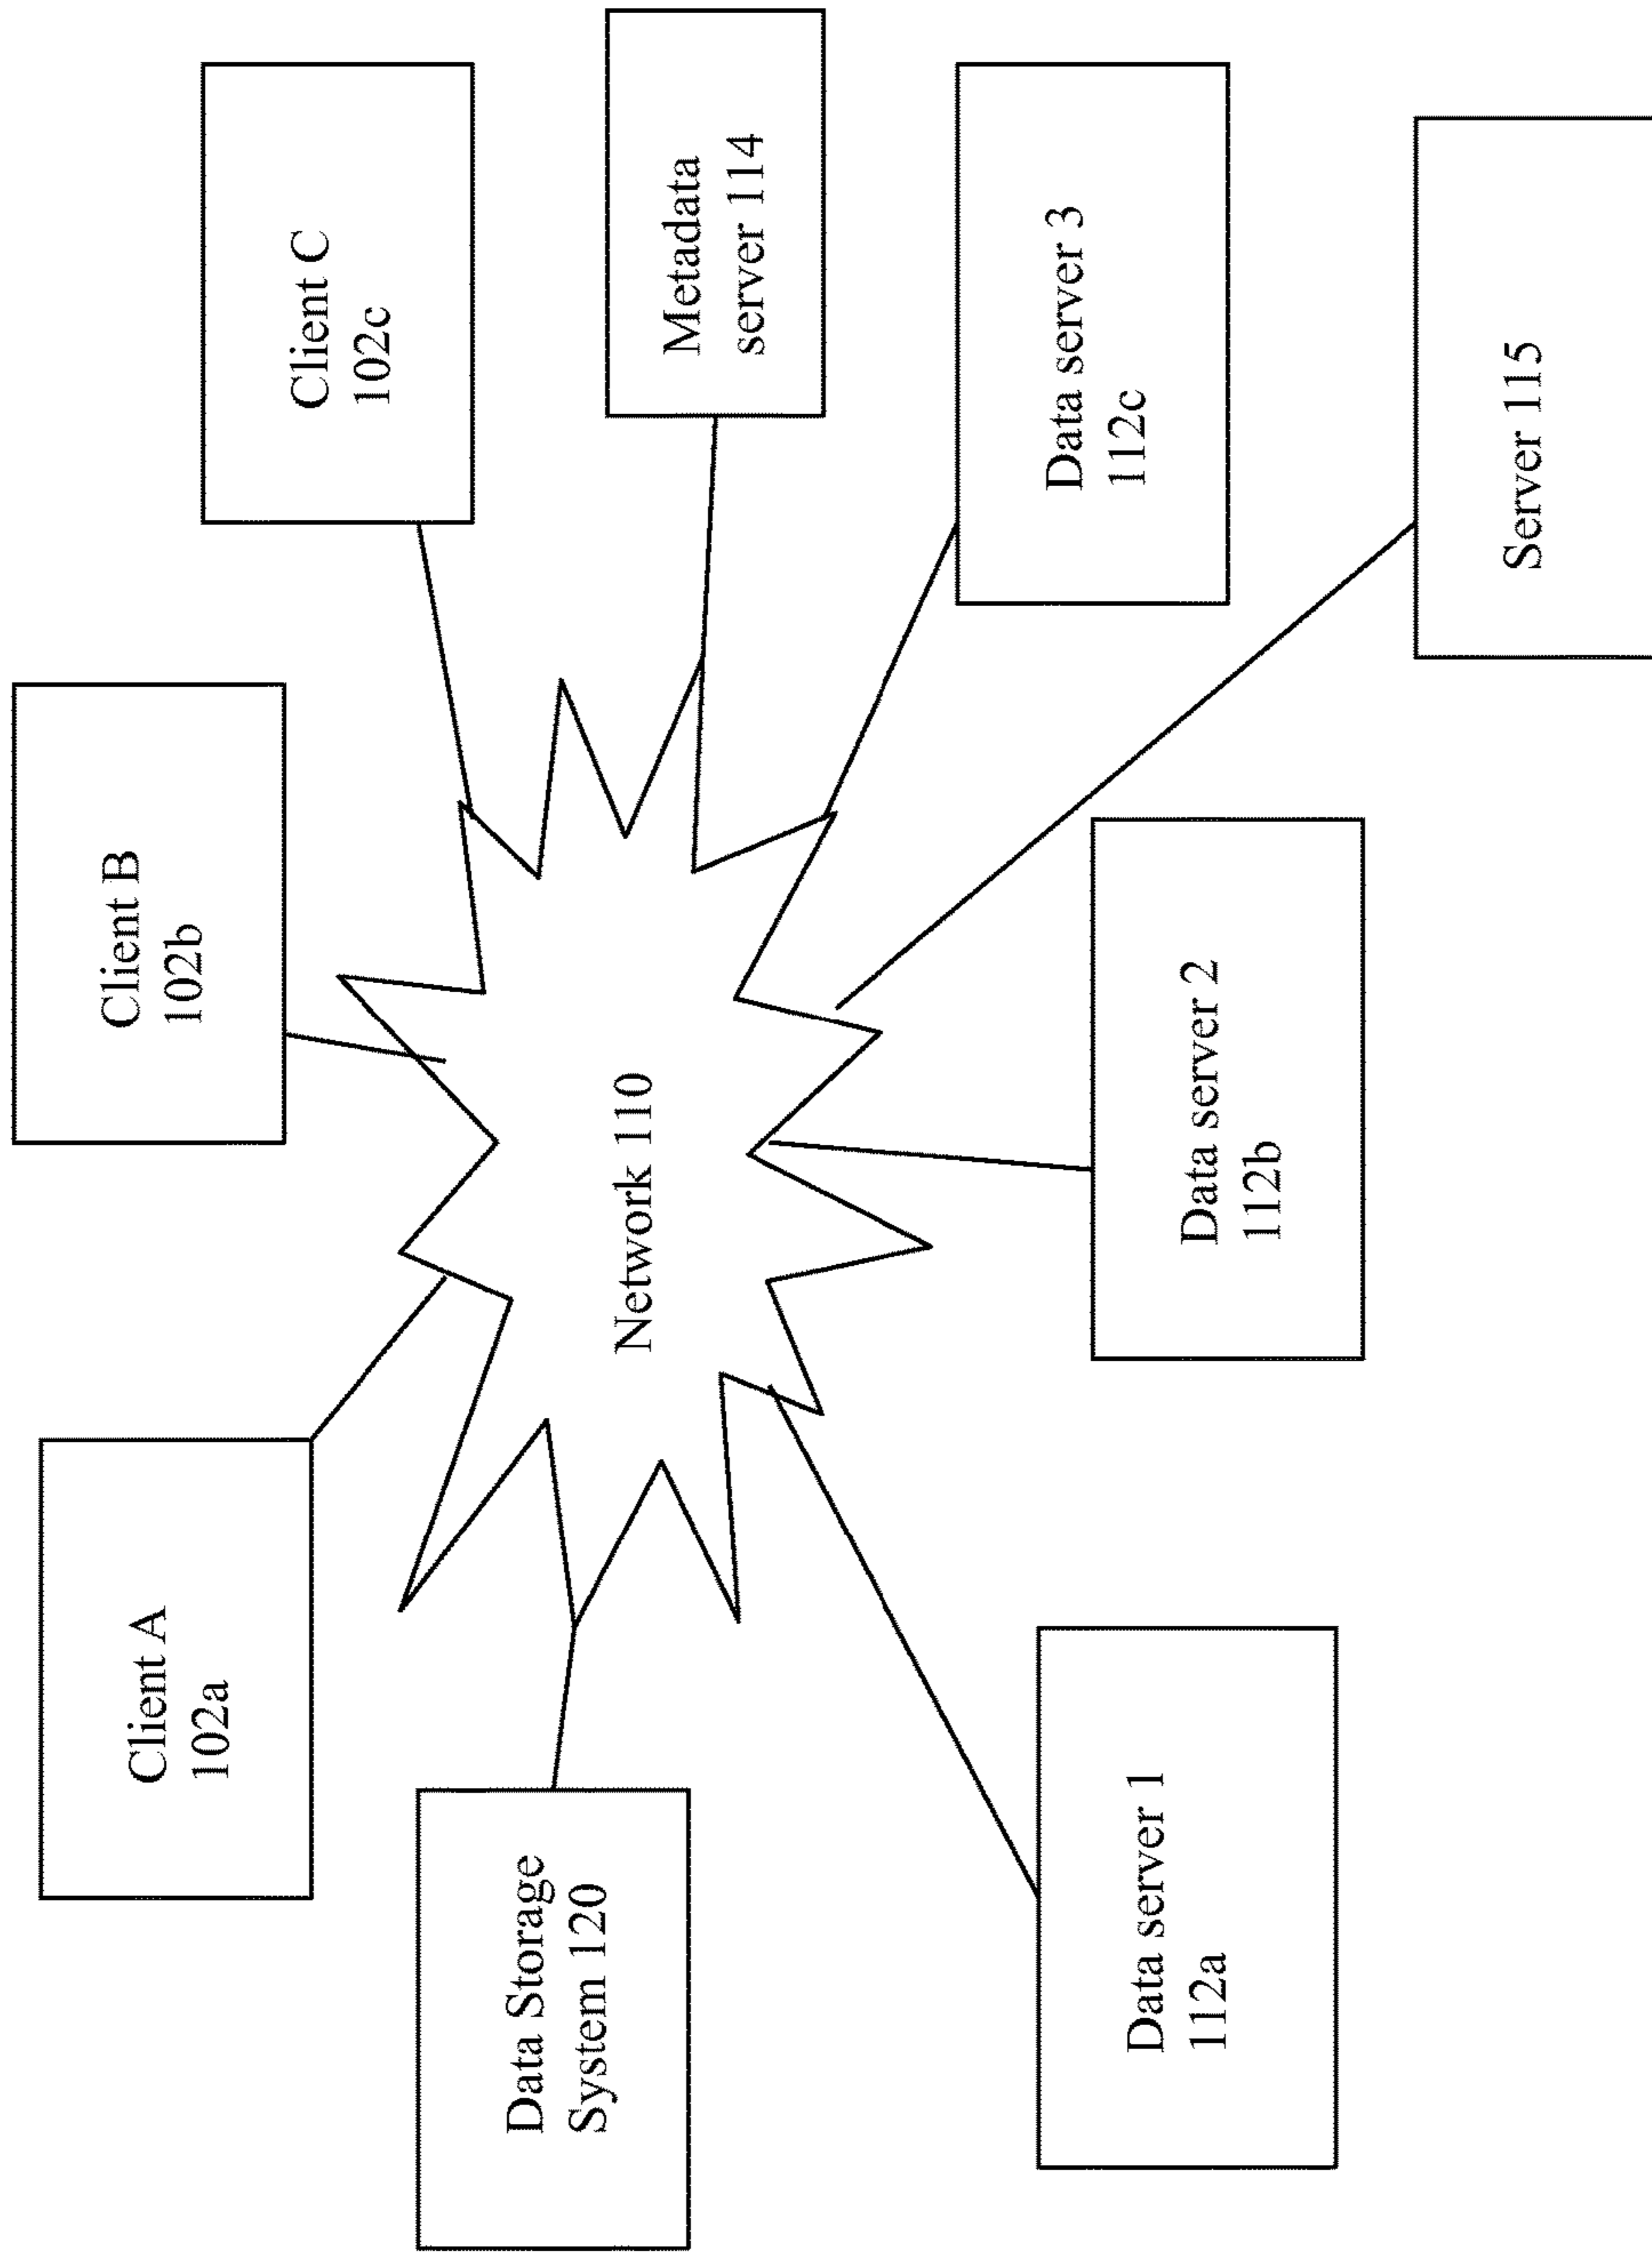 Client A
102a
Client B
102b
Client C
102c
Data Storage
System 120
Network 110
Metadata
server 114
Data server 1
112a
Data server 2
112b
Data server 3
112c
Server 115